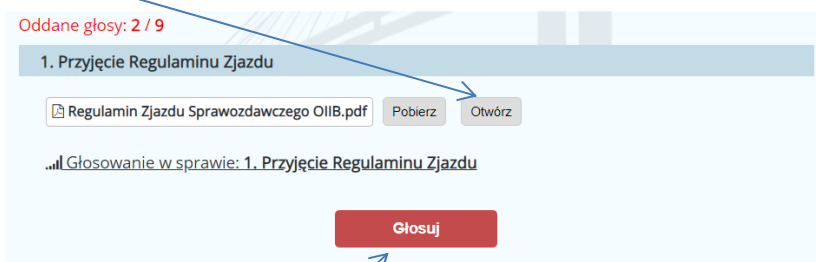 Oddane głosy: 2 / 9
1. Przyjęcie Regulaminu Zjazdu
Regulamin Zjazdu Sprawozdawczego OIIB.pdf Pobierz Otwórz
Głosowanie w sprawie: 1. Przyjęcie Regulaminu Zjazdu
Głosuj